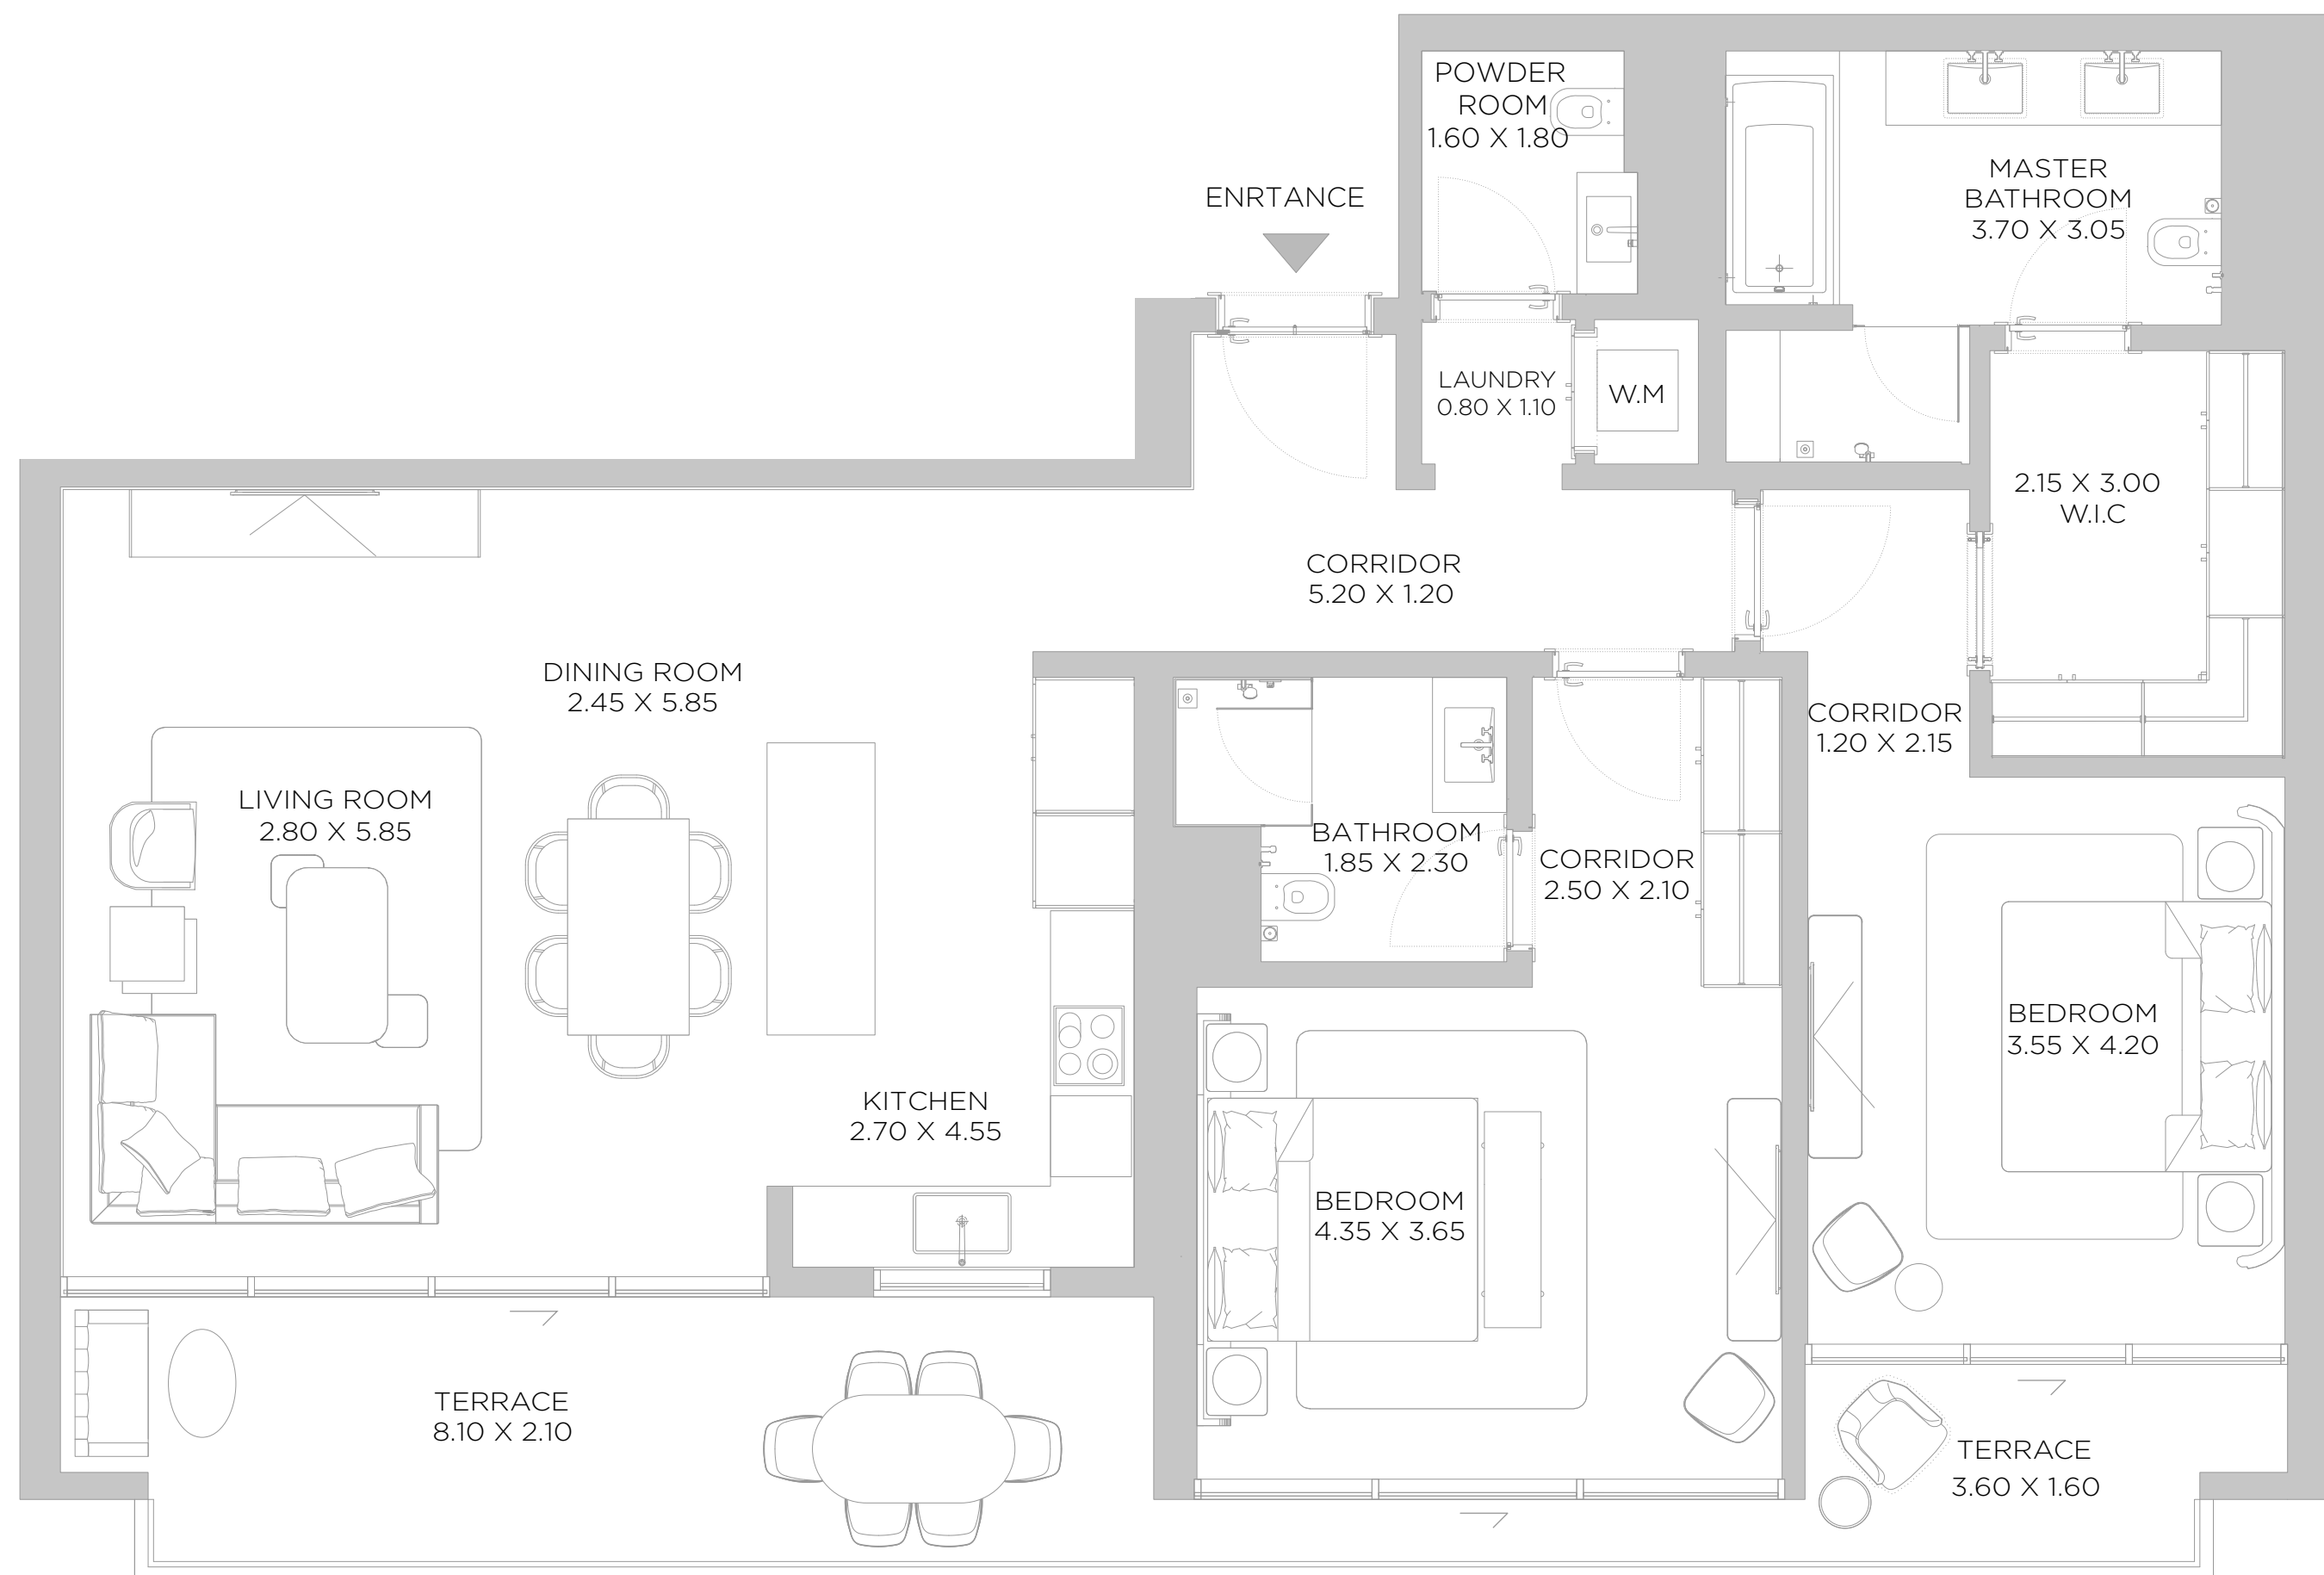 POWDER
ROOM
1.60 X 1.80
ENRTANCE
MASTER
BATHROOM
3.70 X 3.05
LAUNDRY
0.80 X 1.10
W.M
2.15 X 3.00
W.I.C
CORRIDOR
5.20 X 1.20
DINING ROOM
2.45 X 5.85
CORRIDOR
1.20 X 2.15
LIVING ROOM
2.80 X 5.85
BATHROOM
1.85 X 2.30
CORRIDOR
2.50 X 2.10
BEDROOM
3.55 X 4.20
KITCHEN
2.70 X 4.55
BEDROOM
4.35 X 3.65
TERRACE
8.10 X 2.10
TERRACE
3.60 X 1.60